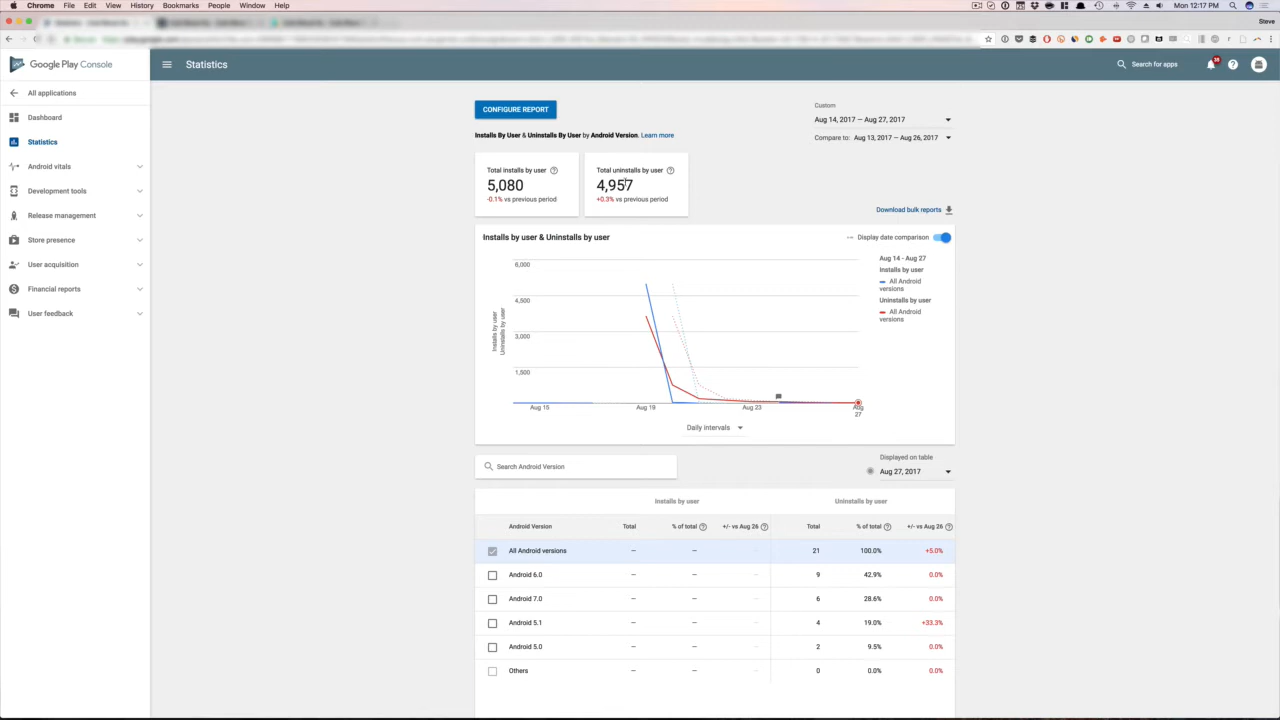 Chrome File Edit View History Bookmarks People Window Help
Mon 12:17 PM
Steve
Google Play Console
Statistics
Search for apps
All applications
Dashboard
Statistics
Android vitals
Development tools
Release management
Store presence
User acquisition
Financial reports
User feedback
CONFIGURE REPORT
Custom
Aug 14, 2017 — Aug 27, 2017
Compare to: Aug 13, 2017 — Aug 26, 2017
Installs By User & Uninstalls By User by Android Version. Learn more
Total installs by user
5,080
-0.1% vs previous period
Total uninstalls by user
4,957
+0.3% vs previous period
Download bulk reports
Installs by user & Uninstalls by user
Display date comparison
6,000
4,500
3,000
1,500
Installs by user
Uninstalls by user
Aug 15
Aug 19
Aug 23
Aug 27
Aug 14 - Aug 27
Installs by user
All Android versions
Uninstalls by user
All Android versions
Daily intervals
Search Android Version
Displayed on table
Aug 27, 2017
Installs by user Uninstalls by user
Android Version Total % of total +/- vs Aug 26 Total % of total +/- vs Aug 26
All Android versions – – – 21 100.0% +5.0%
Android 6.0 – – – 9 42.9% 0.0%
Android 7.0 – – – 6 28.6% 0.0%
Android 5.1 – – – 4 19.0% +33.3%
Android 5.0 – – – 2 9.5% 0.0%
Others – – – 0 0.0% 0.0%